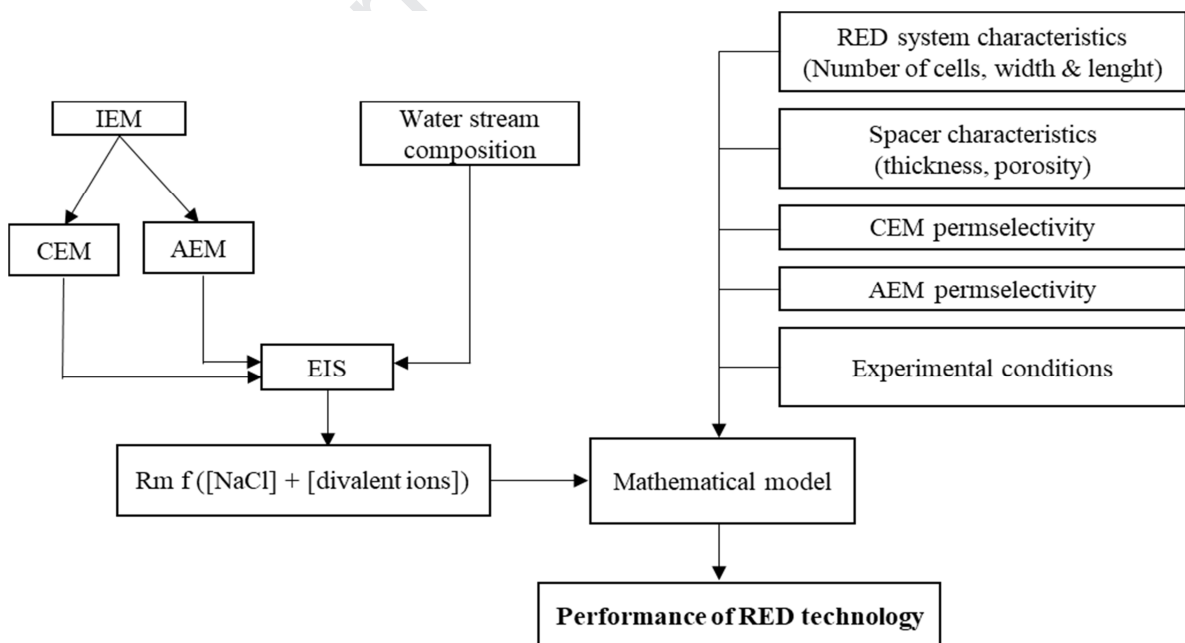 RED system characteristics
(Number of cells, width & lenght)
IEM
Water stream
composition
Spacer characteristics
(thickness, porosity)
CEM
AEM
CEM permselectivity
AEM permselectivity
EIS
Experimental conditions
Rm f ([NaCl] + [divalent ions])
Mathematical model
Performance of RED technology